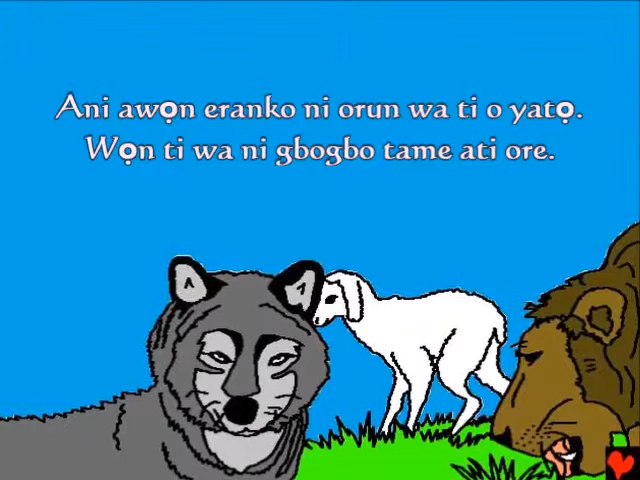 Ani awọn eranko ni orun wa ti o yatọ.
Wọn ti wa ni gbogbo tame ati ore.